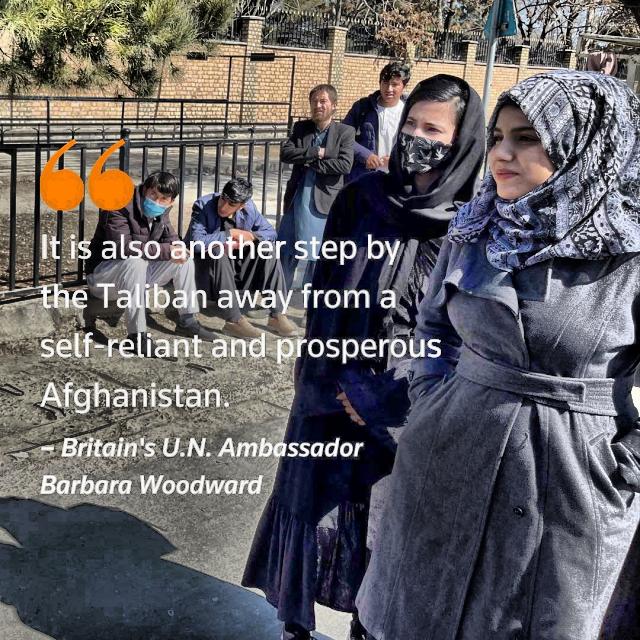 “
It is also another step by
the Taliban away from a
self-reliant and prosperous
Afghanistan.
– Britain's U.N. Ambassador
Barbara Woodward